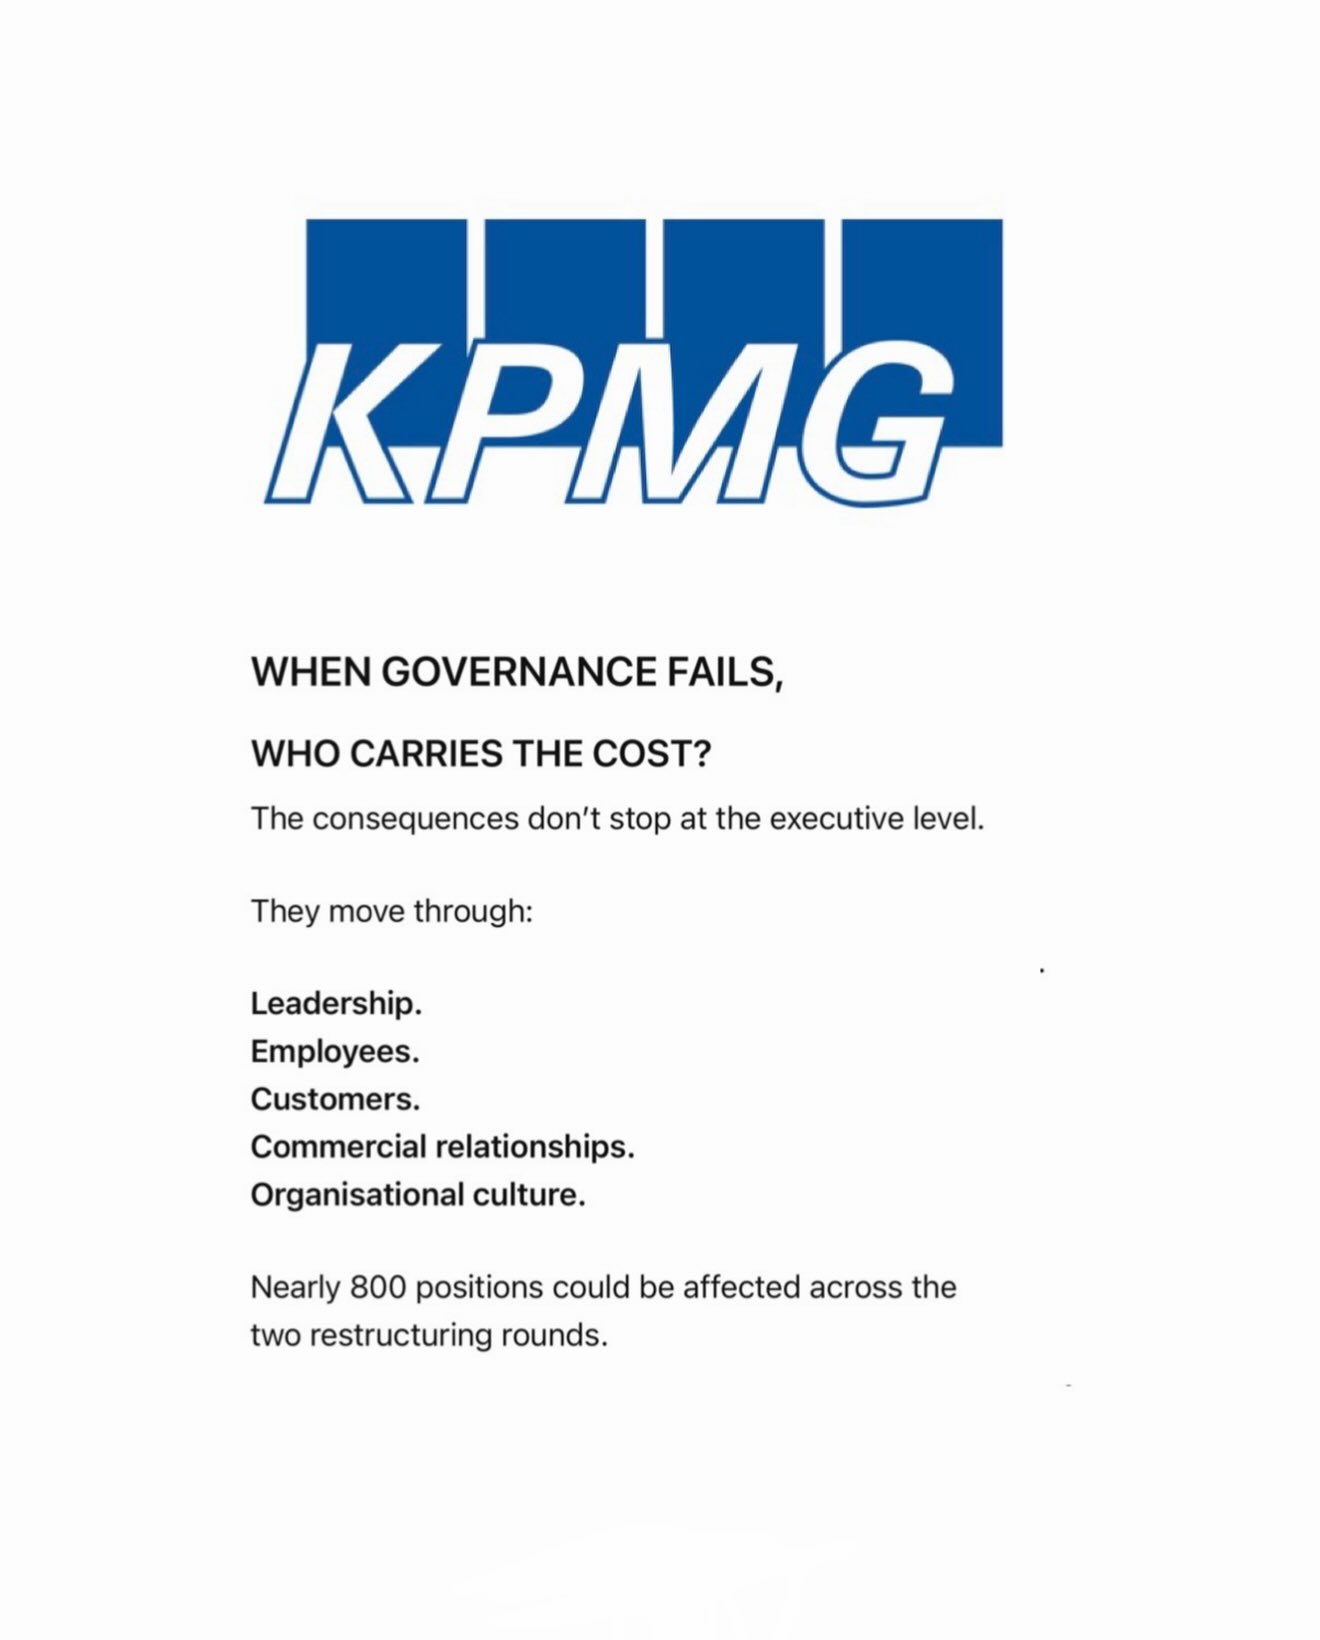 KPMG
WHEN GOVERNANCE FAILS,
WHO CARRIES THE COST?
The consequences don’t stop at the executive level.
They move through:
Leadership.
Employees.
Customers.
Commercial relationships.
Organisational culture.
Nearly 800 positions could be affected across the
two restructuring rounds.